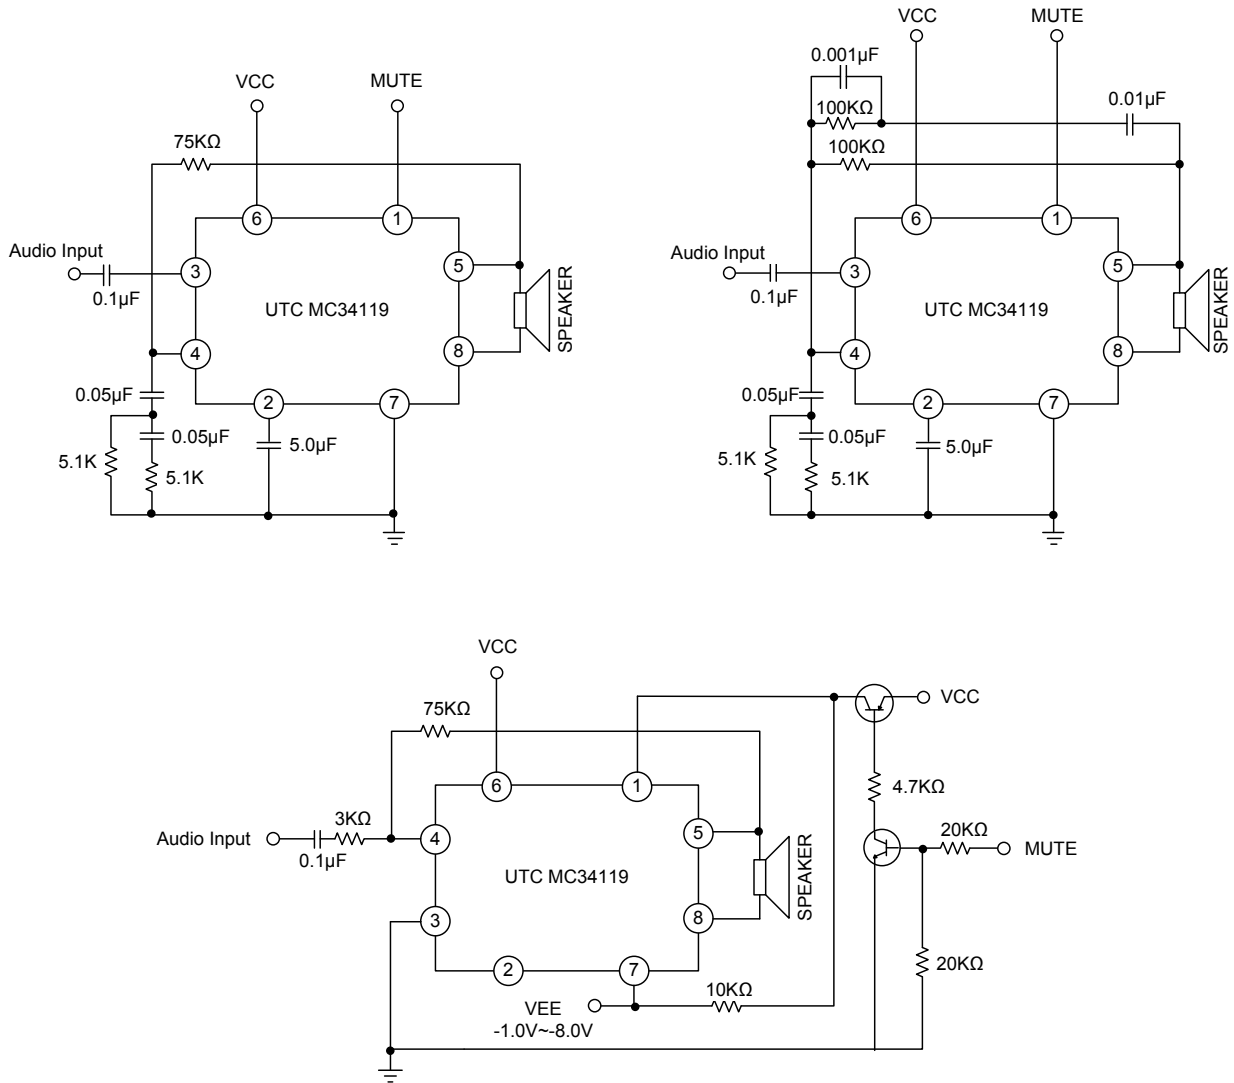 VCC
MUTE
75KΩ
6
1
Audio Input
3
5
0.1µF
UTC MC34119
SPEAKER
4
8
0.05µF
2
7
0.05µF
5.0µF
5.1K
5.1K
VCC
MUTE
0.001µF
0.01µF
100KΩ
100KΩ
6
1
Audio Input
3
5
0.1µF
UTC MC34119
SPEAKER
4
8
0.05µF
2
7
0.05µF
5.0µF
5.1K
5.1K
VCC
VCC
75KΩ
6
1
4.7KΩ
Audio Input
3KΩ
4
5
20KΩ
MUTE
0.1µF
UTC MC34119
SPEAKER
3
8
2
7
20KΩ
10KΩ
VEE
-1.0V~-8.0V